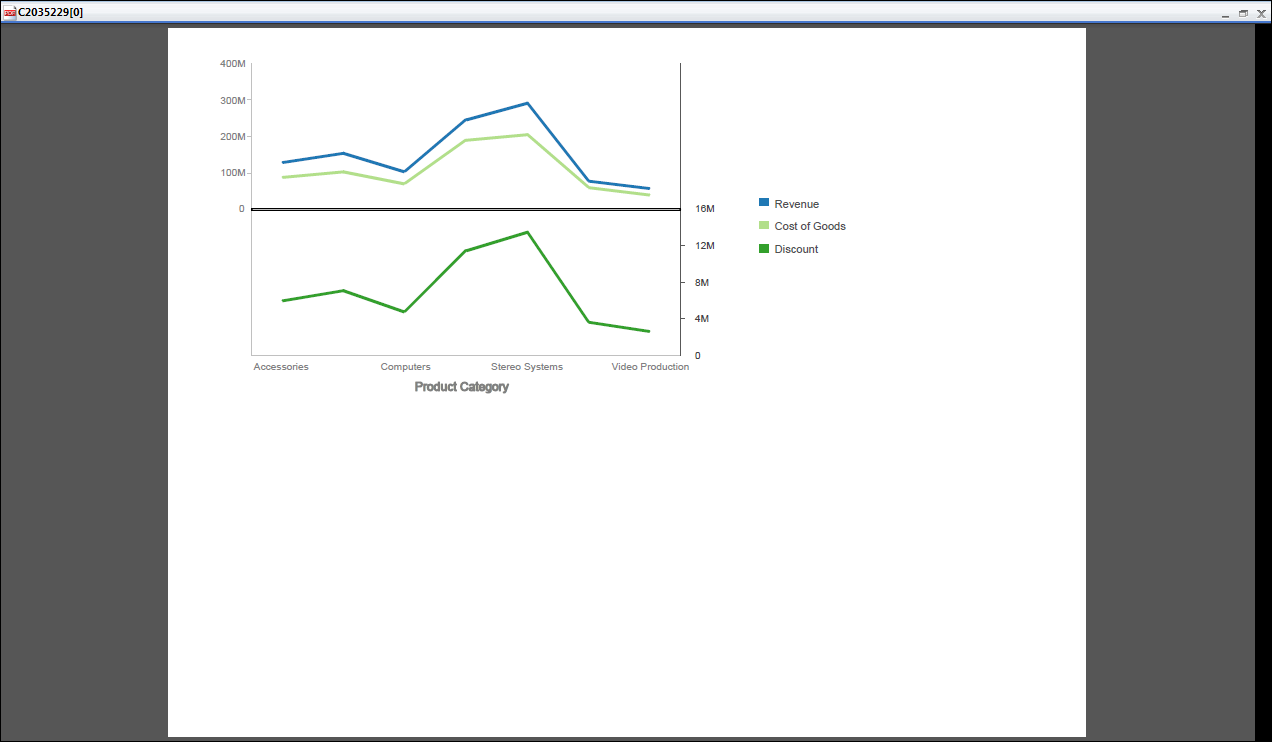 C2035229[0]
400M
300M
200M
100M
0
16M
12M
8M
4M
0
Revenue
Cost of Goods
Discount
Accessories Computers Stereo Systems Video Production
Product Category